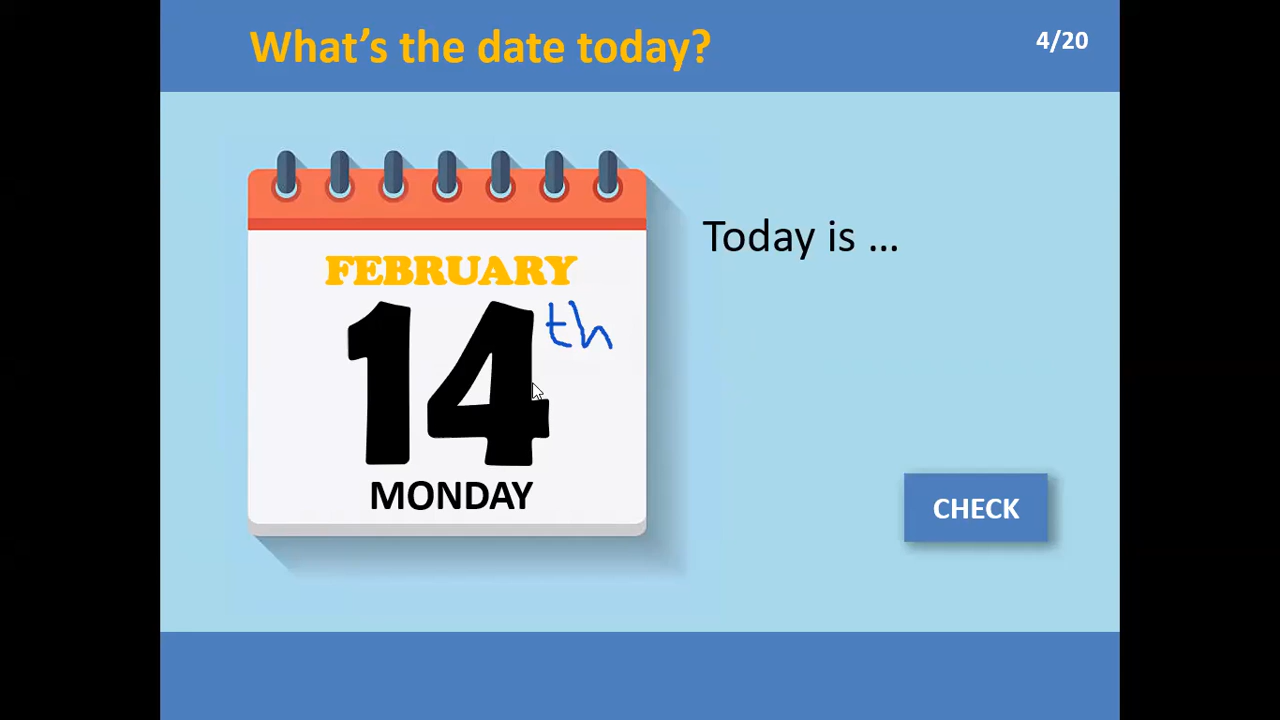 What's the date today?
4/20
FEBRUARY
14th
MONDAY
Today is ...
CHECK